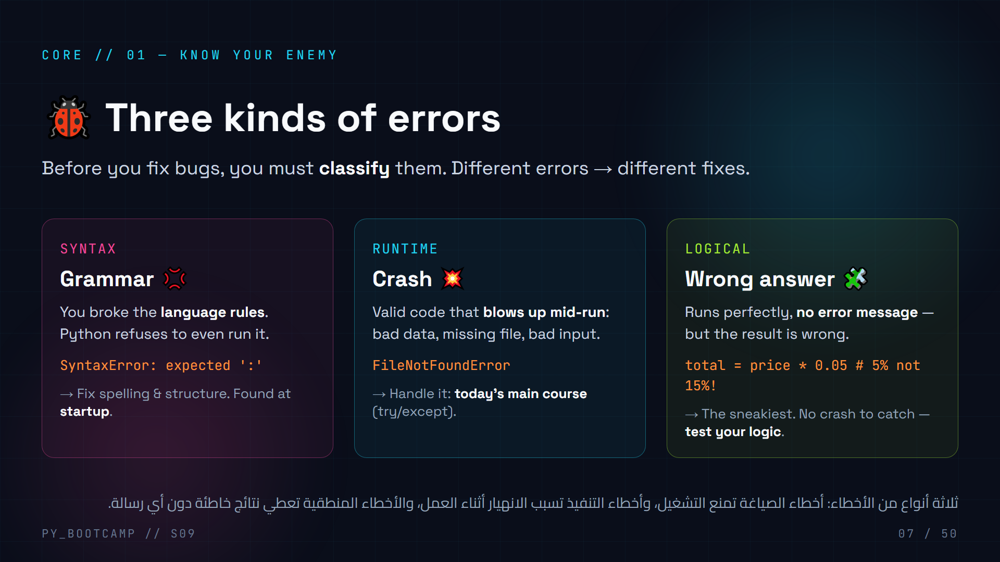 CORE // 01 — KNOW YOUR ENEMY
Three kinds of errors
Before you fix bugs, you must classify them. Different errors → different fixes.
SYNTAX
Grammar
You broke the language rules.
Python refuses to even run it.
SyntaxError: expected ':'
→ Fix spelling & structure. Found at
startup.
RUNTIME
Crash
Valid code that blows up mid-run:
bad data, missing file, bad input.
FileNotFoundError
→ Handle it: today's main course
(try/except).
LOGICAL
Wrong answer
Runs perfectly, no error message —
but the result is wrong.
total = price * 0.05 # 5% not
15%!
→ The sneakiest. No crash to catch —
test your logic.
ثلاثة أنواع من الأخطاء: أخطاء الصياغة تمنع التشغيل، وأخطاء التنفيذ تسبب الانهيار أثناء العمل، والأخطاء المنطقية تعطي نتائج خاطئة دون أي رسالة.
PY_BOOTCAMP // S09
07 / 50